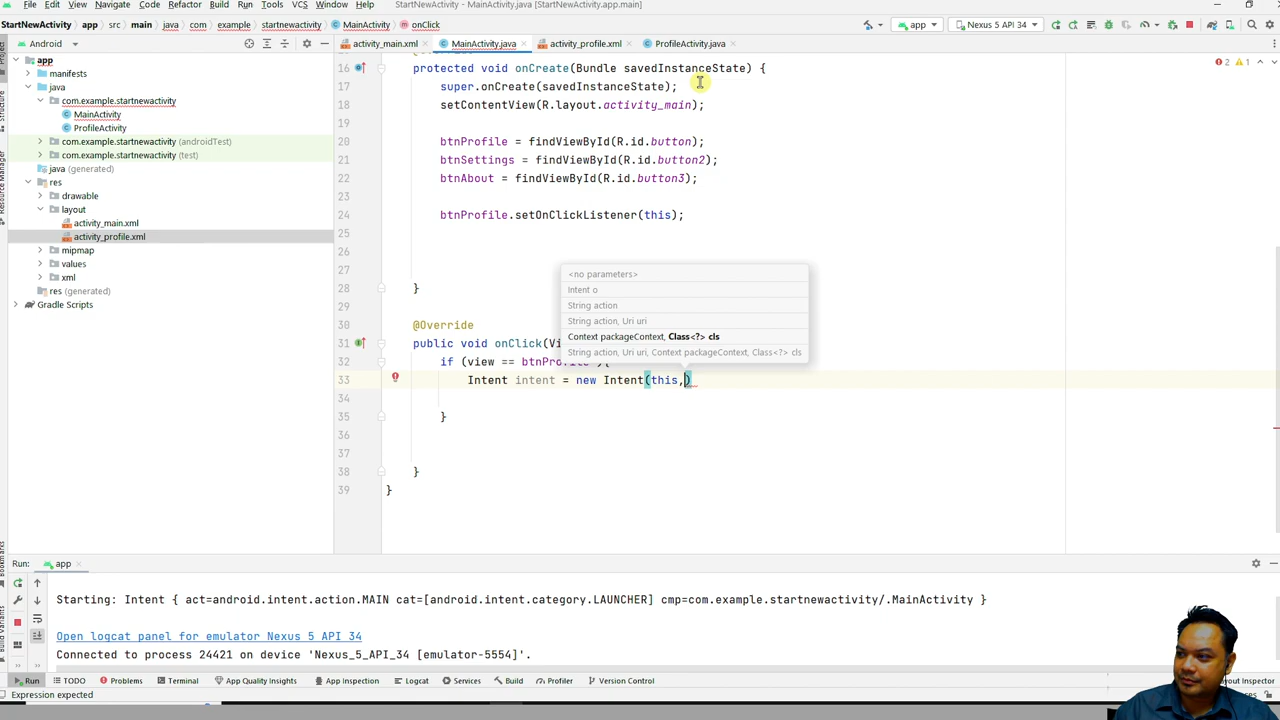 File Edit View Navigate Code Refactor Build Run Tools VCS Window Help StartNewActivity - MainActivity.java [StartNewActivity.app.main]
StartNewActivity app src main java com example startnewactivity MainActivity onClick app Nexus 5 API 34
Android activity_main.xml MainActivity.java activity_profile.xml ProfileActivity.java
app
manifests
java
com.example.startnewactivity
MainActivity
ProfileActivity
com.example.startnewactivity (androidTest)
com.example.startnewactivity (test)
java (generated)
res
drawable
layout
activity_main.xml
activity_profile.xml
mipmap
values
xml
res (generated)
Gradle Scripts
Structure
Resource Manager
Bookmarks
Build Variants
2 1
16 protected void onCreate(Bundle savedInstanceState) {
17 super.onCreate(savedInstanceState);
18 setContentView(R.layout.activity_main);
19
20 btnProfile = findViewById(R.id.button);
21 btnSettings = findViewById(R.id.button2);
22 btnAbout = findViewById(R.id.button3);
23
24 btnProfile.setOnClickListener(this);
25
26
27
28 }
29
30 @Override
31 public void onClick(Vi
32 if (view == btnProfile ){
33 Intent intent = new Intent(this,)
34
35 }
36
37
38 }
39 }
<no parameters>
Intent o
String action
String action, Uri uri
Context packageContext, Class<?> cls
String action, Uri uri, Context packageContext, Class<?> cls
Run: app
Starting: Intent { act=android.intent.action.MAIN cat=[android.intent.category.LAUNCHER] cmp=com.example.startnewactivity/.MainActivity }
Open logcat panel for emulator Nexus 5 API 34
Connected to process 24421 on device 'Nexus_5_API_34 [emulator-5554]'.
Run TODO Problems Terminal App Quality Insights App Inspection Logcat Services Build Profiler Version Control Inspector
Expression expected